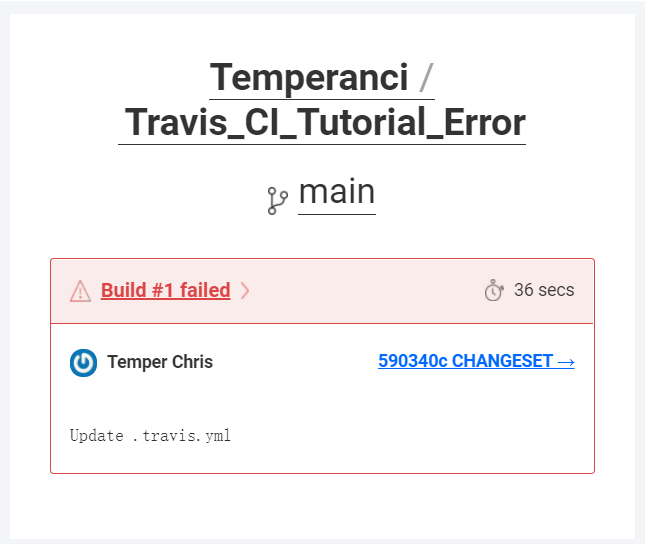 Temperanci /
Travis_CI_Tutorial_Error
main
Build #1 failed
36 secs
Temper Chris
590340c CHANGESET →
Update .travis.yml